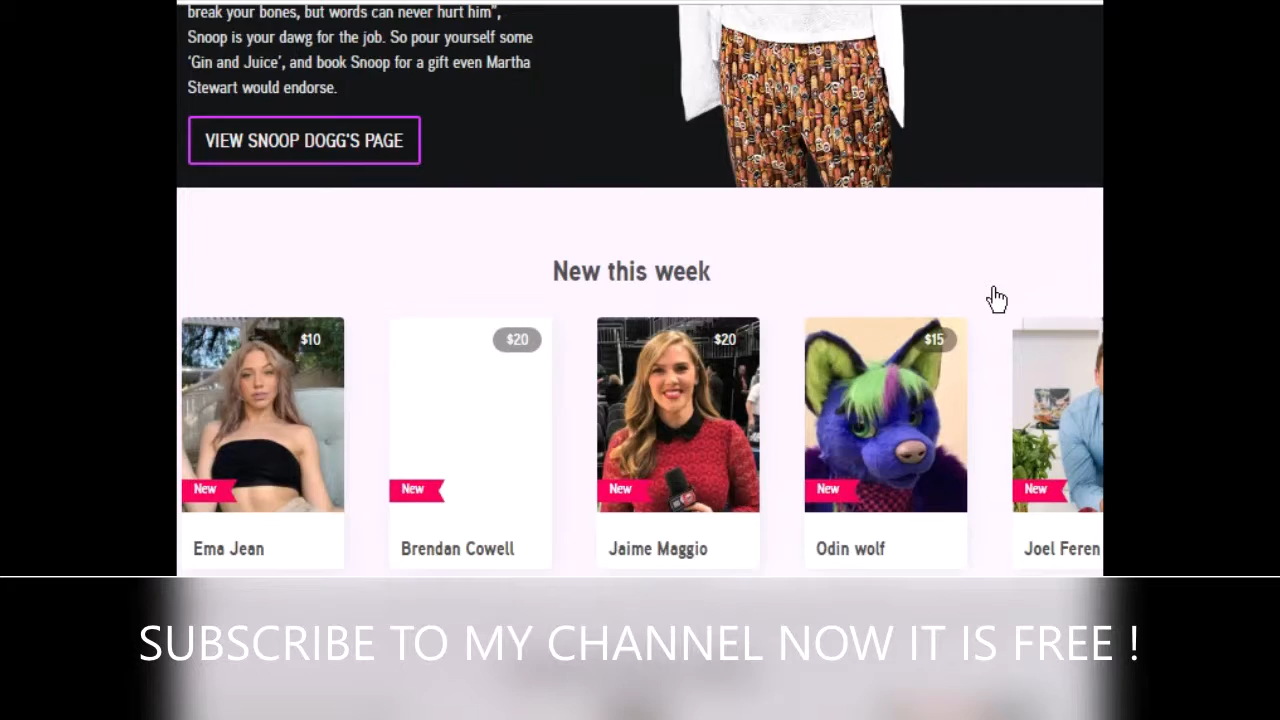 break your bones, but words can never hurt him",
Snoop is your dawg for the job. So pour yourself some
'Gin and Juice', and book Snoop for a gift even Martha
Stewart would endorse.
VIEW SNOOP DOGG'S PAGE
New this week
$10
$20
$20
$15
New
New
New
New
New
Ema Jean
Brendan Cowell
Jaime Maggio
Odin wolf
Joel Feren
SUBSCRIBE TO MY CHANNEL NOW IT IS FREE !